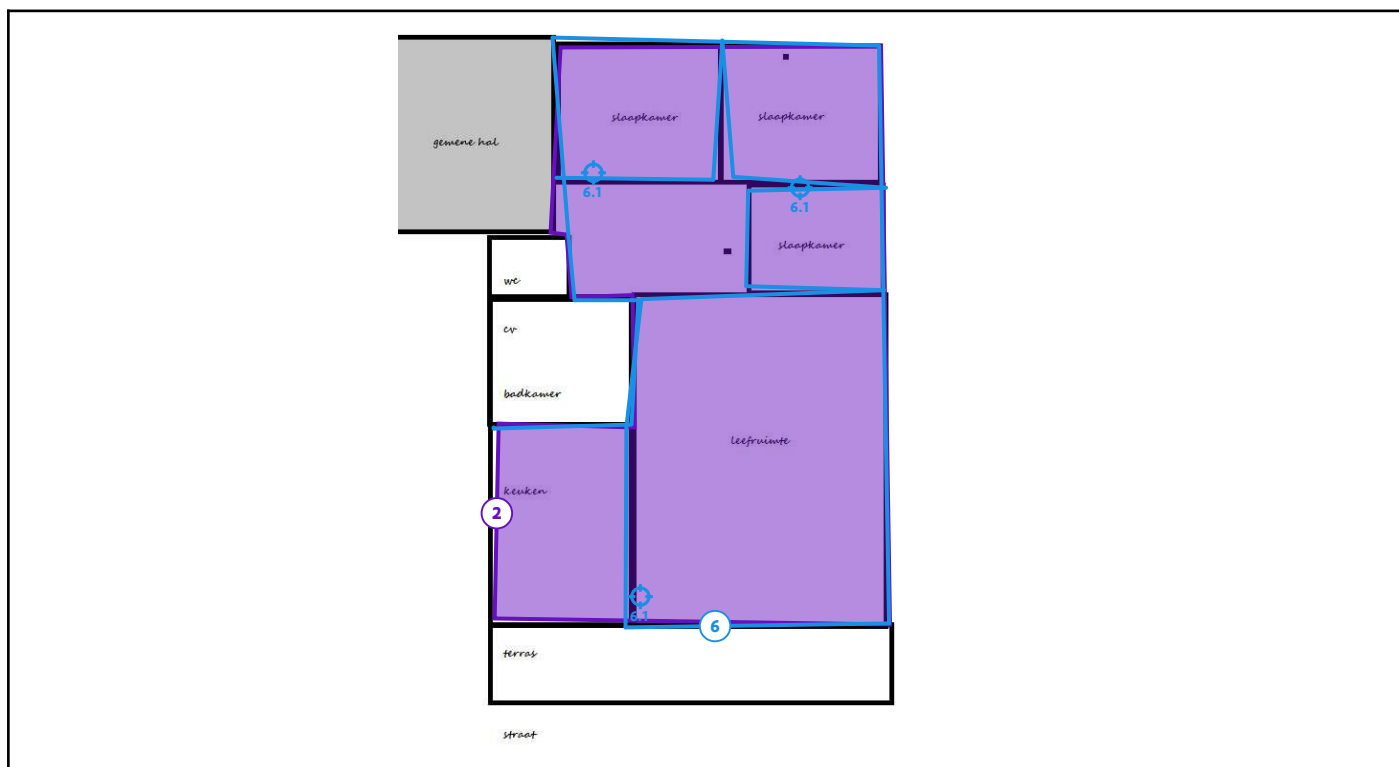 slaapkamer
slaapkamer
gemene hal
6.1
6.1
slaapkamer
wc
cv
badkamer
leefruimte
keuken
2
6.1
6
terras
straat